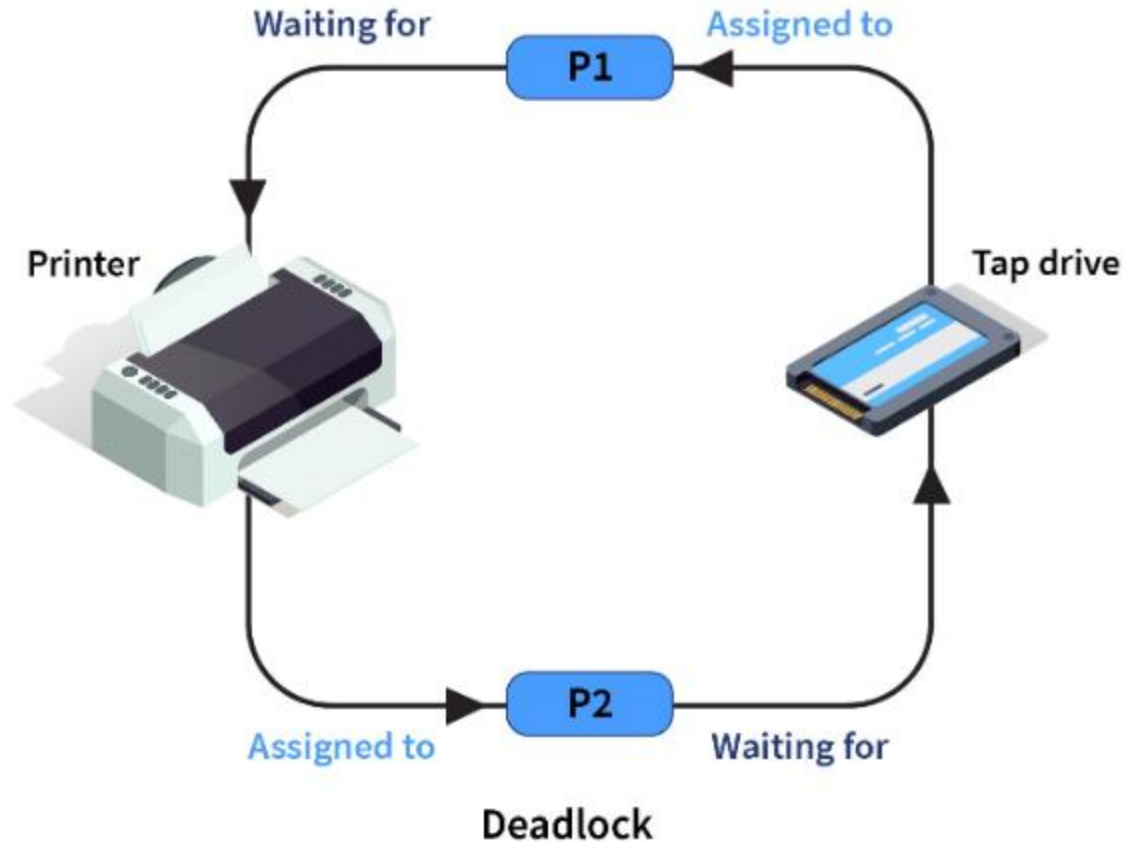 Waiting for
Assigned to
P1
Printer
Tap drive
P2
Assigned to
Waiting for
Deadlock